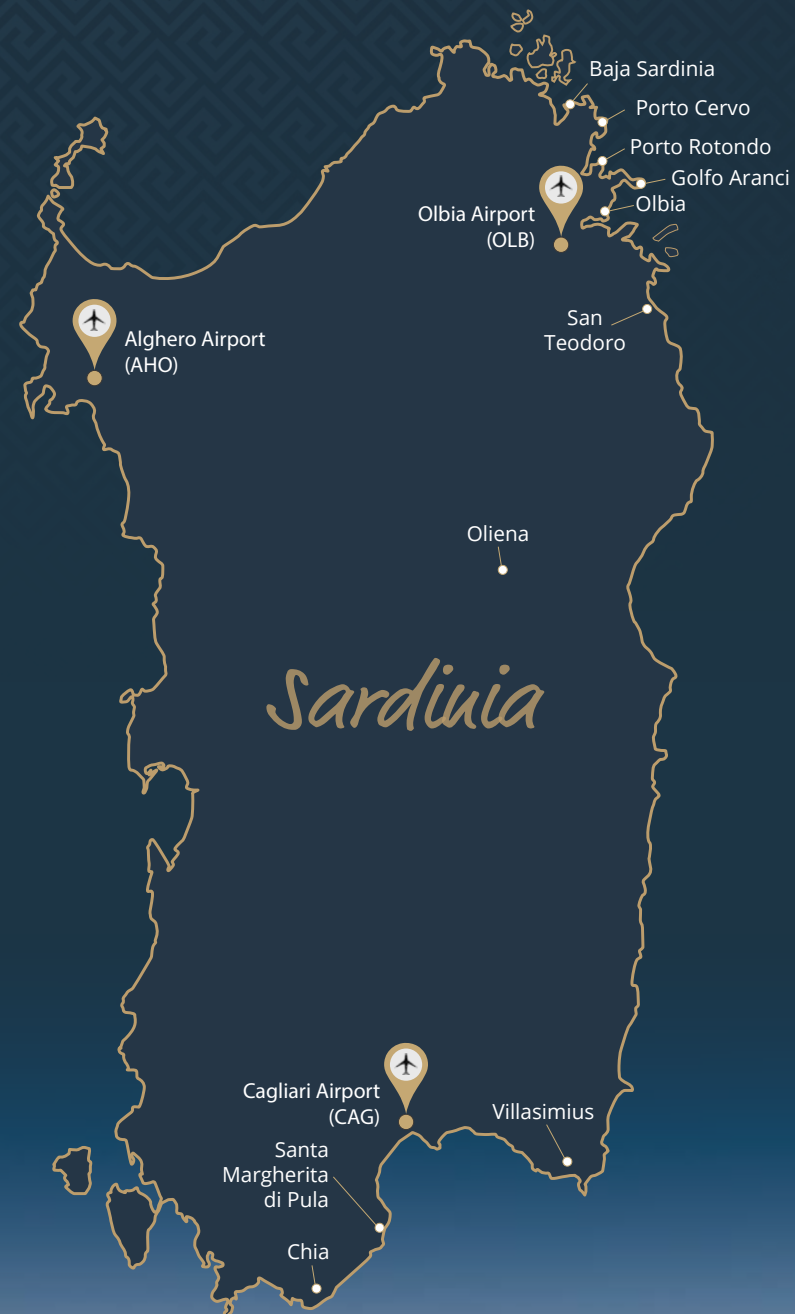 Baja Sardinia
Porto Cervo
Porto Rotondo
Golfo Aranci
Olbia
Olbia Airport
(OLB)
San
Teodoro
Alghero Airport
(AHO)
Oliena
Sardinia
Cagliari Airport
(CAG)
Villasimius
Santa
Margherita
di Pula
Chia